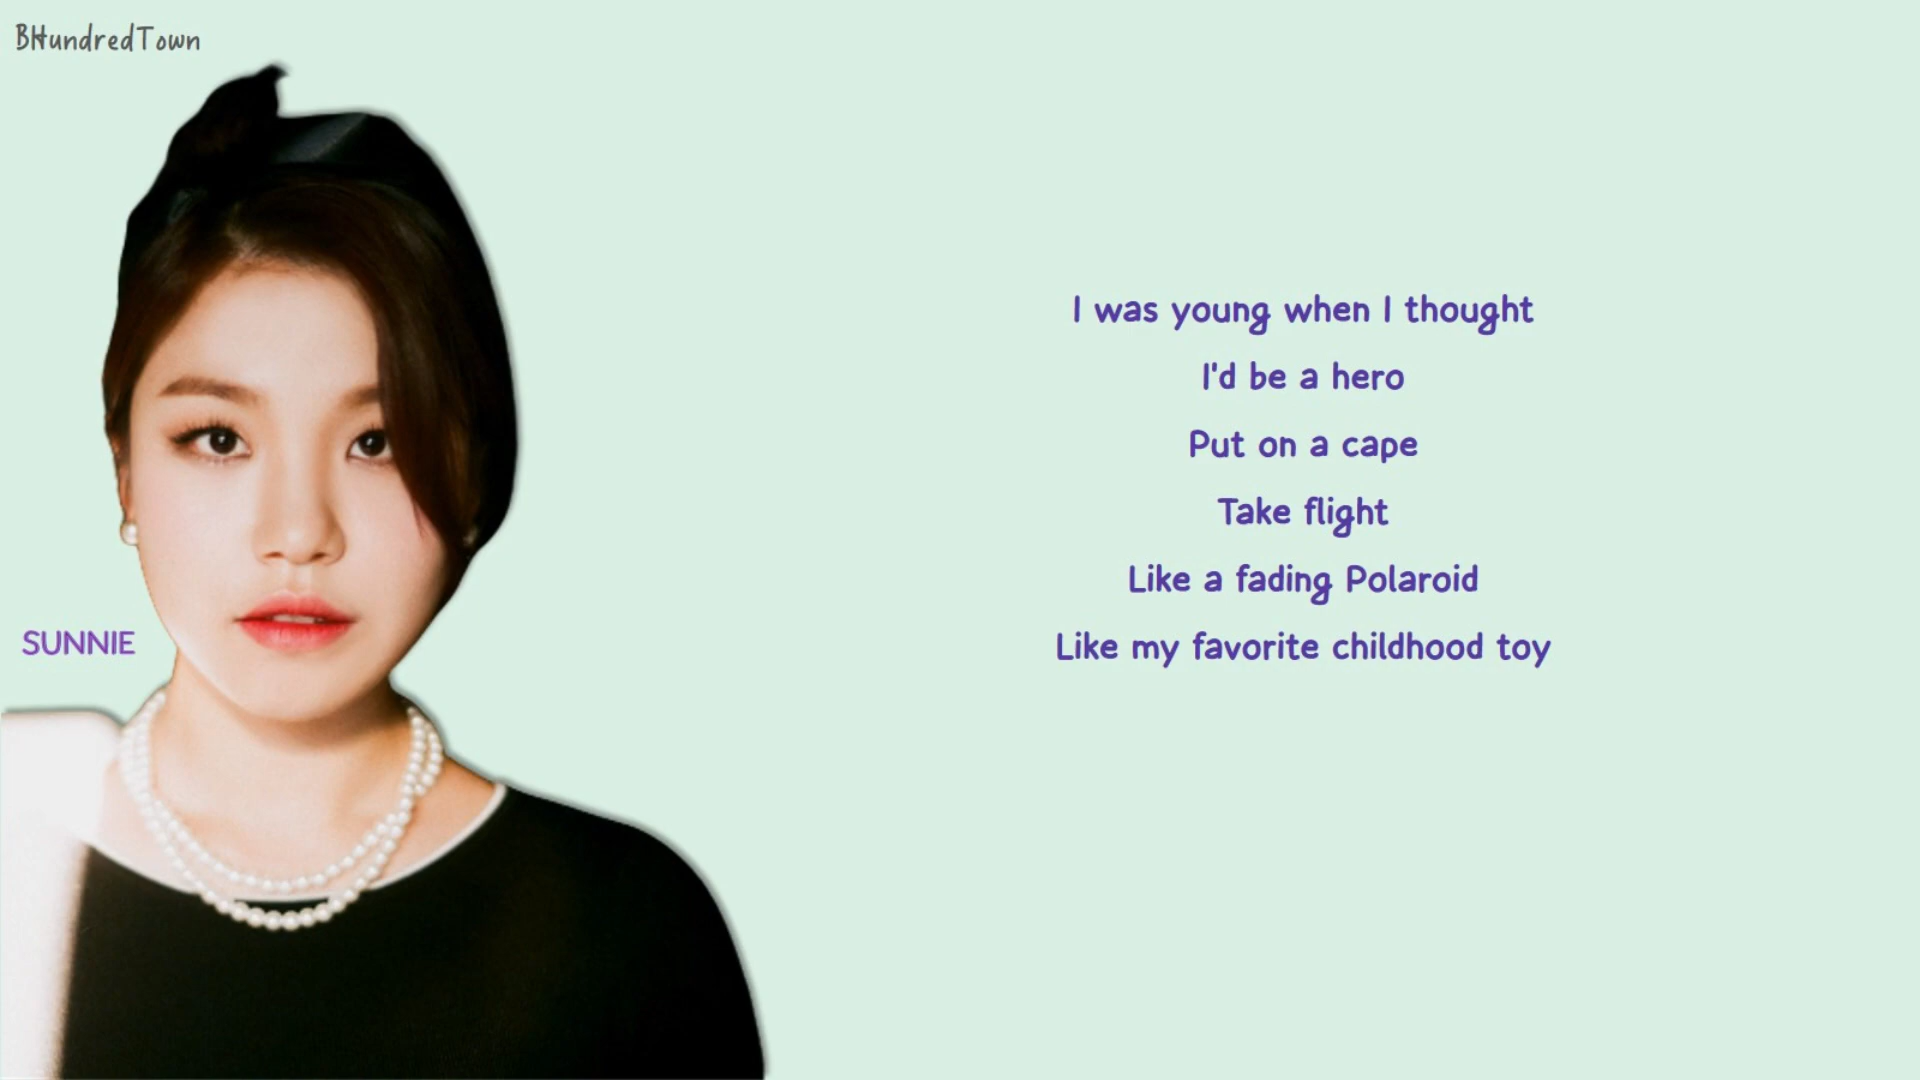 BHundredTown
I was young when I thought
I'd be a hero
Put on a cape
Take flight
Like a fading Polaroid
Like my favorite childhood toy
SUNNIE